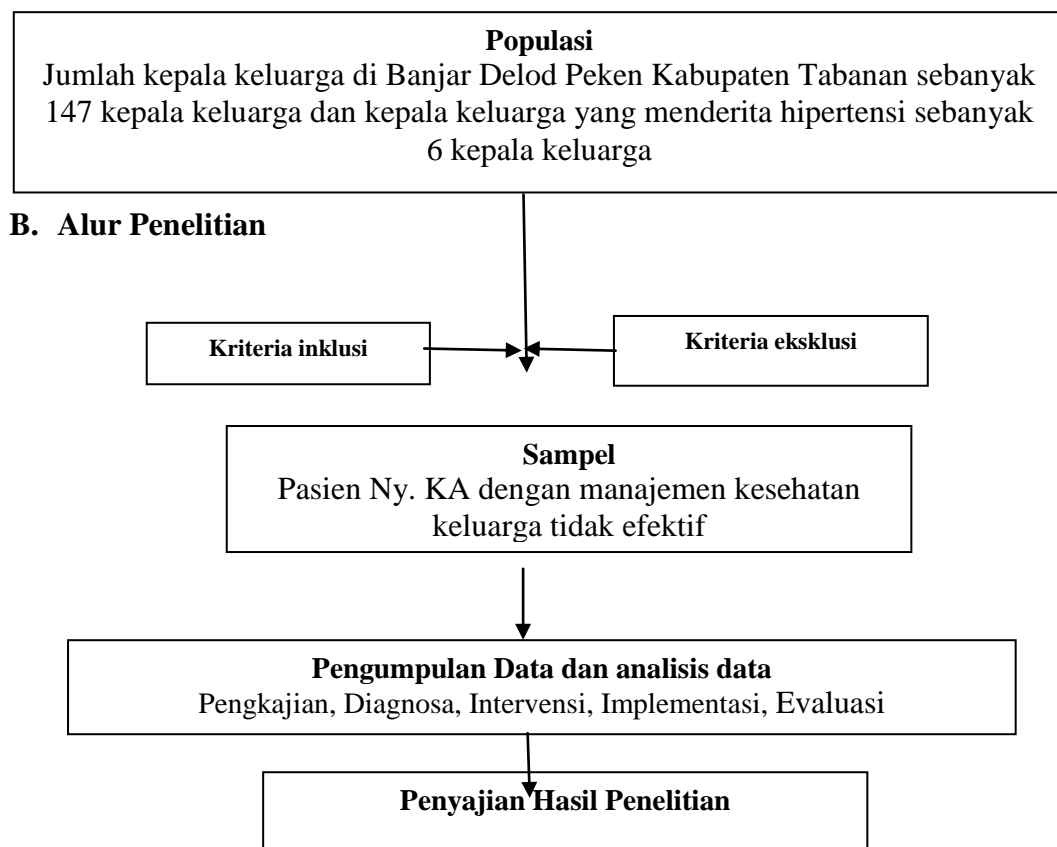 Populasi
Jumlah kepala keluarga di Banjar Delod Peken Kabupaten Tabanan sebanyak
147 kepala keluarga dan kepala keluarga yang menderita hipertensi sebanyak
6 kepala keluarga
B. Alur Penelitian
Kriteria inklusi
Kriteria eksklusi
Sampel
Pasien Ny. KA dengan manajemen kesehatan
keluarga tidak efektif
Pengumpulan Data dan analisis data
Pengkajian, Diagnosa, Intervensi, Implementasi, Evaluasi
Penyajian Hasil Penelitian